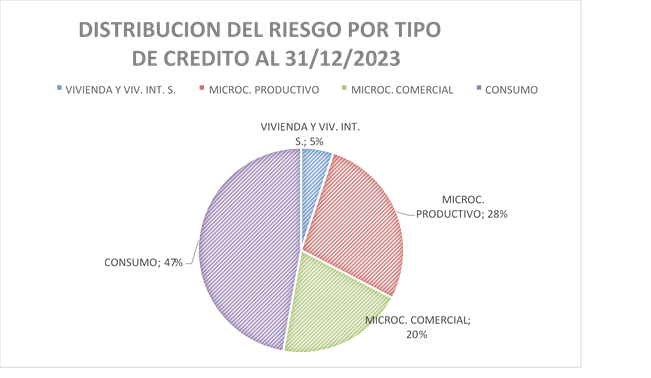 DISTRIBUCION DEL RIESGO POR TIPO
DE CREDITO AL 31/12/2023
VIVIENDA Y VIV. INT. S. MICROC. PRODUCTIVO MICROC. COMERCIAL CONSUMO
VIVIENDA Y VIV. INT.
S.; 5%
MICROC.
PRODUCTIVO; 28%
CONSUMO; 47%
MICROC. COMERCIAL;
20%